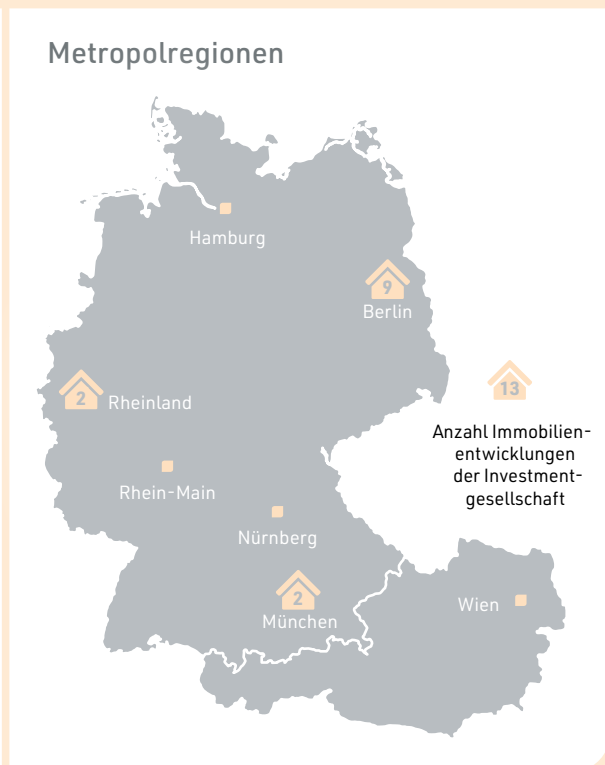 Metropolregionen
Hamburg
9
Berlin
2
Rheinland
13
Anzahl Immobilien-
entwicklungen
der Investment-
gesellschaft
Rhein-Main
Nürnberg
2
München
Wien